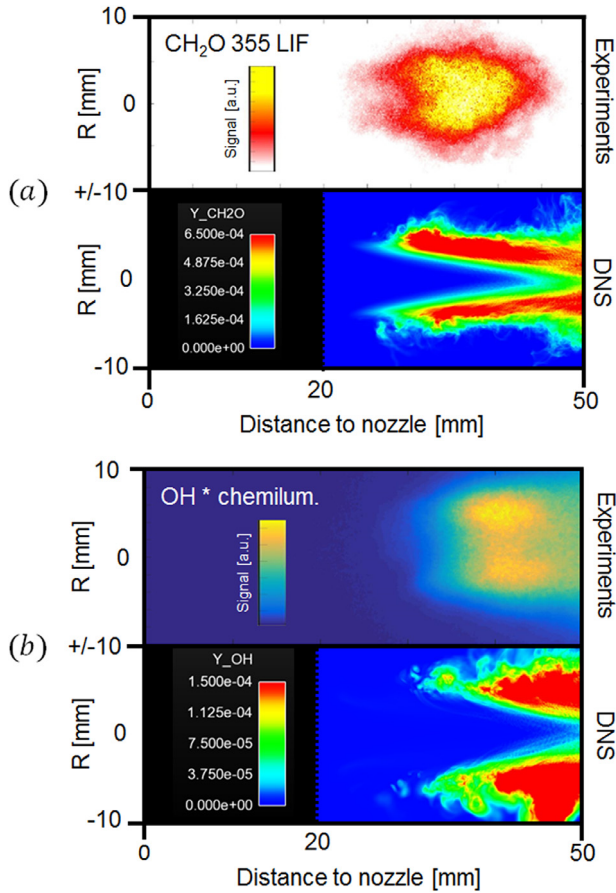 10
CH₂O 355 LIF
R [mm]
0
Signal [a.u.]
Experiments
(a)
+/-10
Y_CH2O
6.500e-04
4.875e-04
3.250e-04
1.625e-04
0.000e+00
R [mm]
0
DNS
-10
0
20
50
Distance to nozzle [mm]
10
OH * chemilum.
R [mm]
0
Signal [a.u.]
Experiments
(b)
+/-10
Y_OH
1.500e-04
1.125e-04
7.500e-05
3.750e-05
0.000e+00
R [mm]
0
DNS
-10
0
20
50
Distance to nozzle [mm]